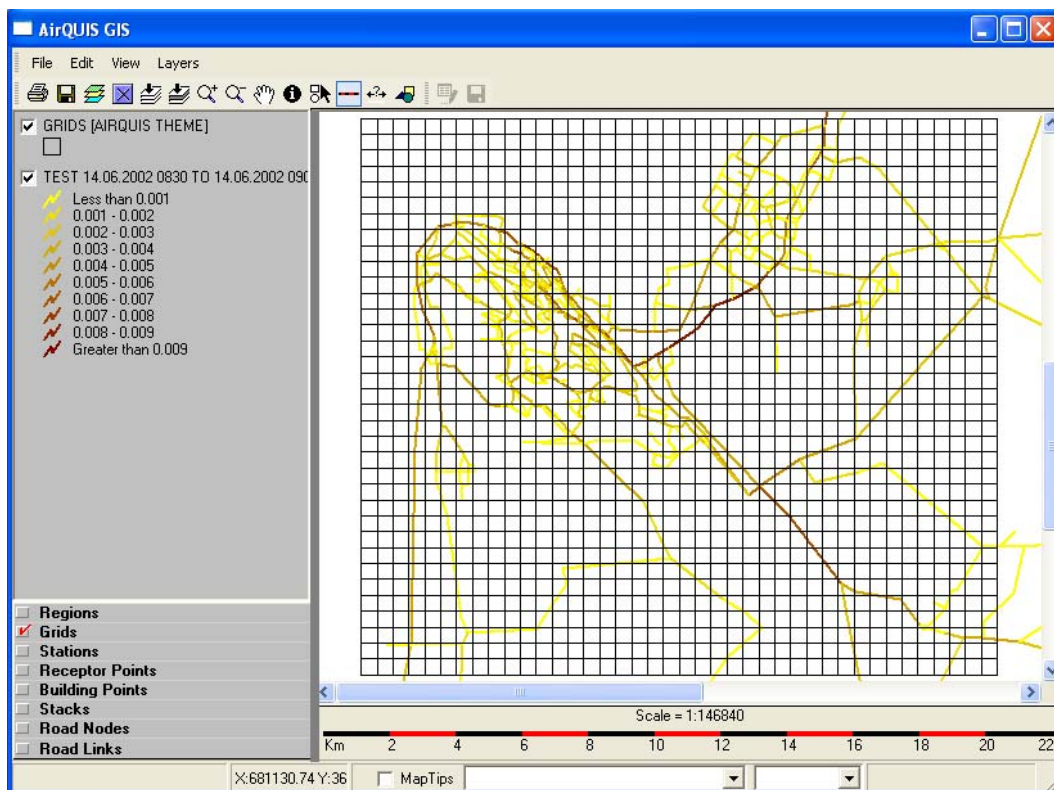 AirQUIS GIS
File Edit View Layers
GRIDS [AIRQUIS THEME]
TEST 14.06.2002 0830 TO 14.06.2002 090
Less than 0.001
0.001 - 0.002
0.002 - 0.003
0.003 - 0.004
0.004 - 0.005
0.005 - 0.006
0.006 - 0.007
0.007 - 0.008
0.008 - 0.009
Greater than 0.009
Regions
Grids
Stations
Receptor Points
Building Points
Stacks
Road Nodes
Road Links
Scale = 1:146840
Km 2 4 6 8 10 12 14 16 18 20 22
X:681130.74 Y:36
MapTips